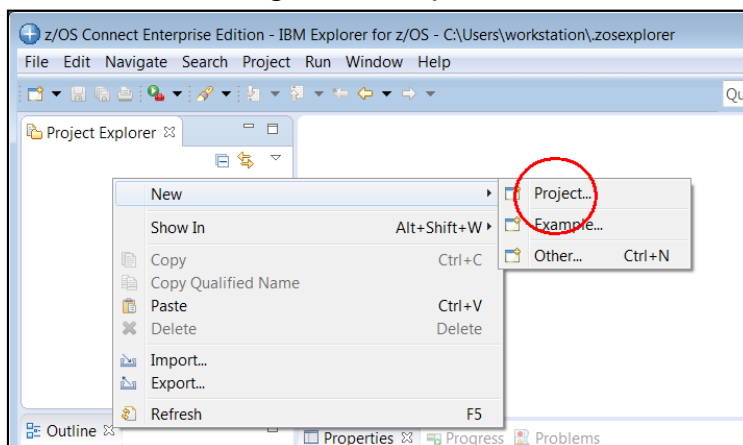 z/OS Connect Enterprise Edition - IBM Explorer for z/OS - C:\Users\workstation\.zosexplorer
File Edit Navigate Search Project Run Window Help
Project Explorer
New
Project...
Show In Alt+Shift+W
Example...
Copy Ctrl+C
Other... Ctrl+N
Copy Qualified Name
Paste Ctrl+V
Delete Delete
Import...
Export...
Refresh F5
Outline
Properties Progress Problems